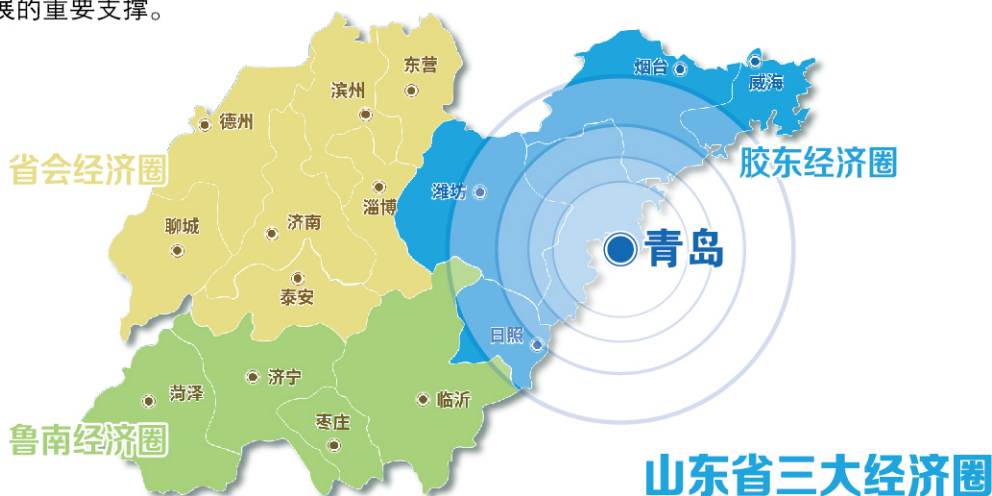 展的重要支撑。
东营
烟台
威海
滨州
德州
省会经济圈
胶东经济圈
潍坊
淄博
聊城
济南
青岛
泰安
日照
济宁
菏泽
临沂
枣庄
鲁南经济圈
山东省三大经济圈